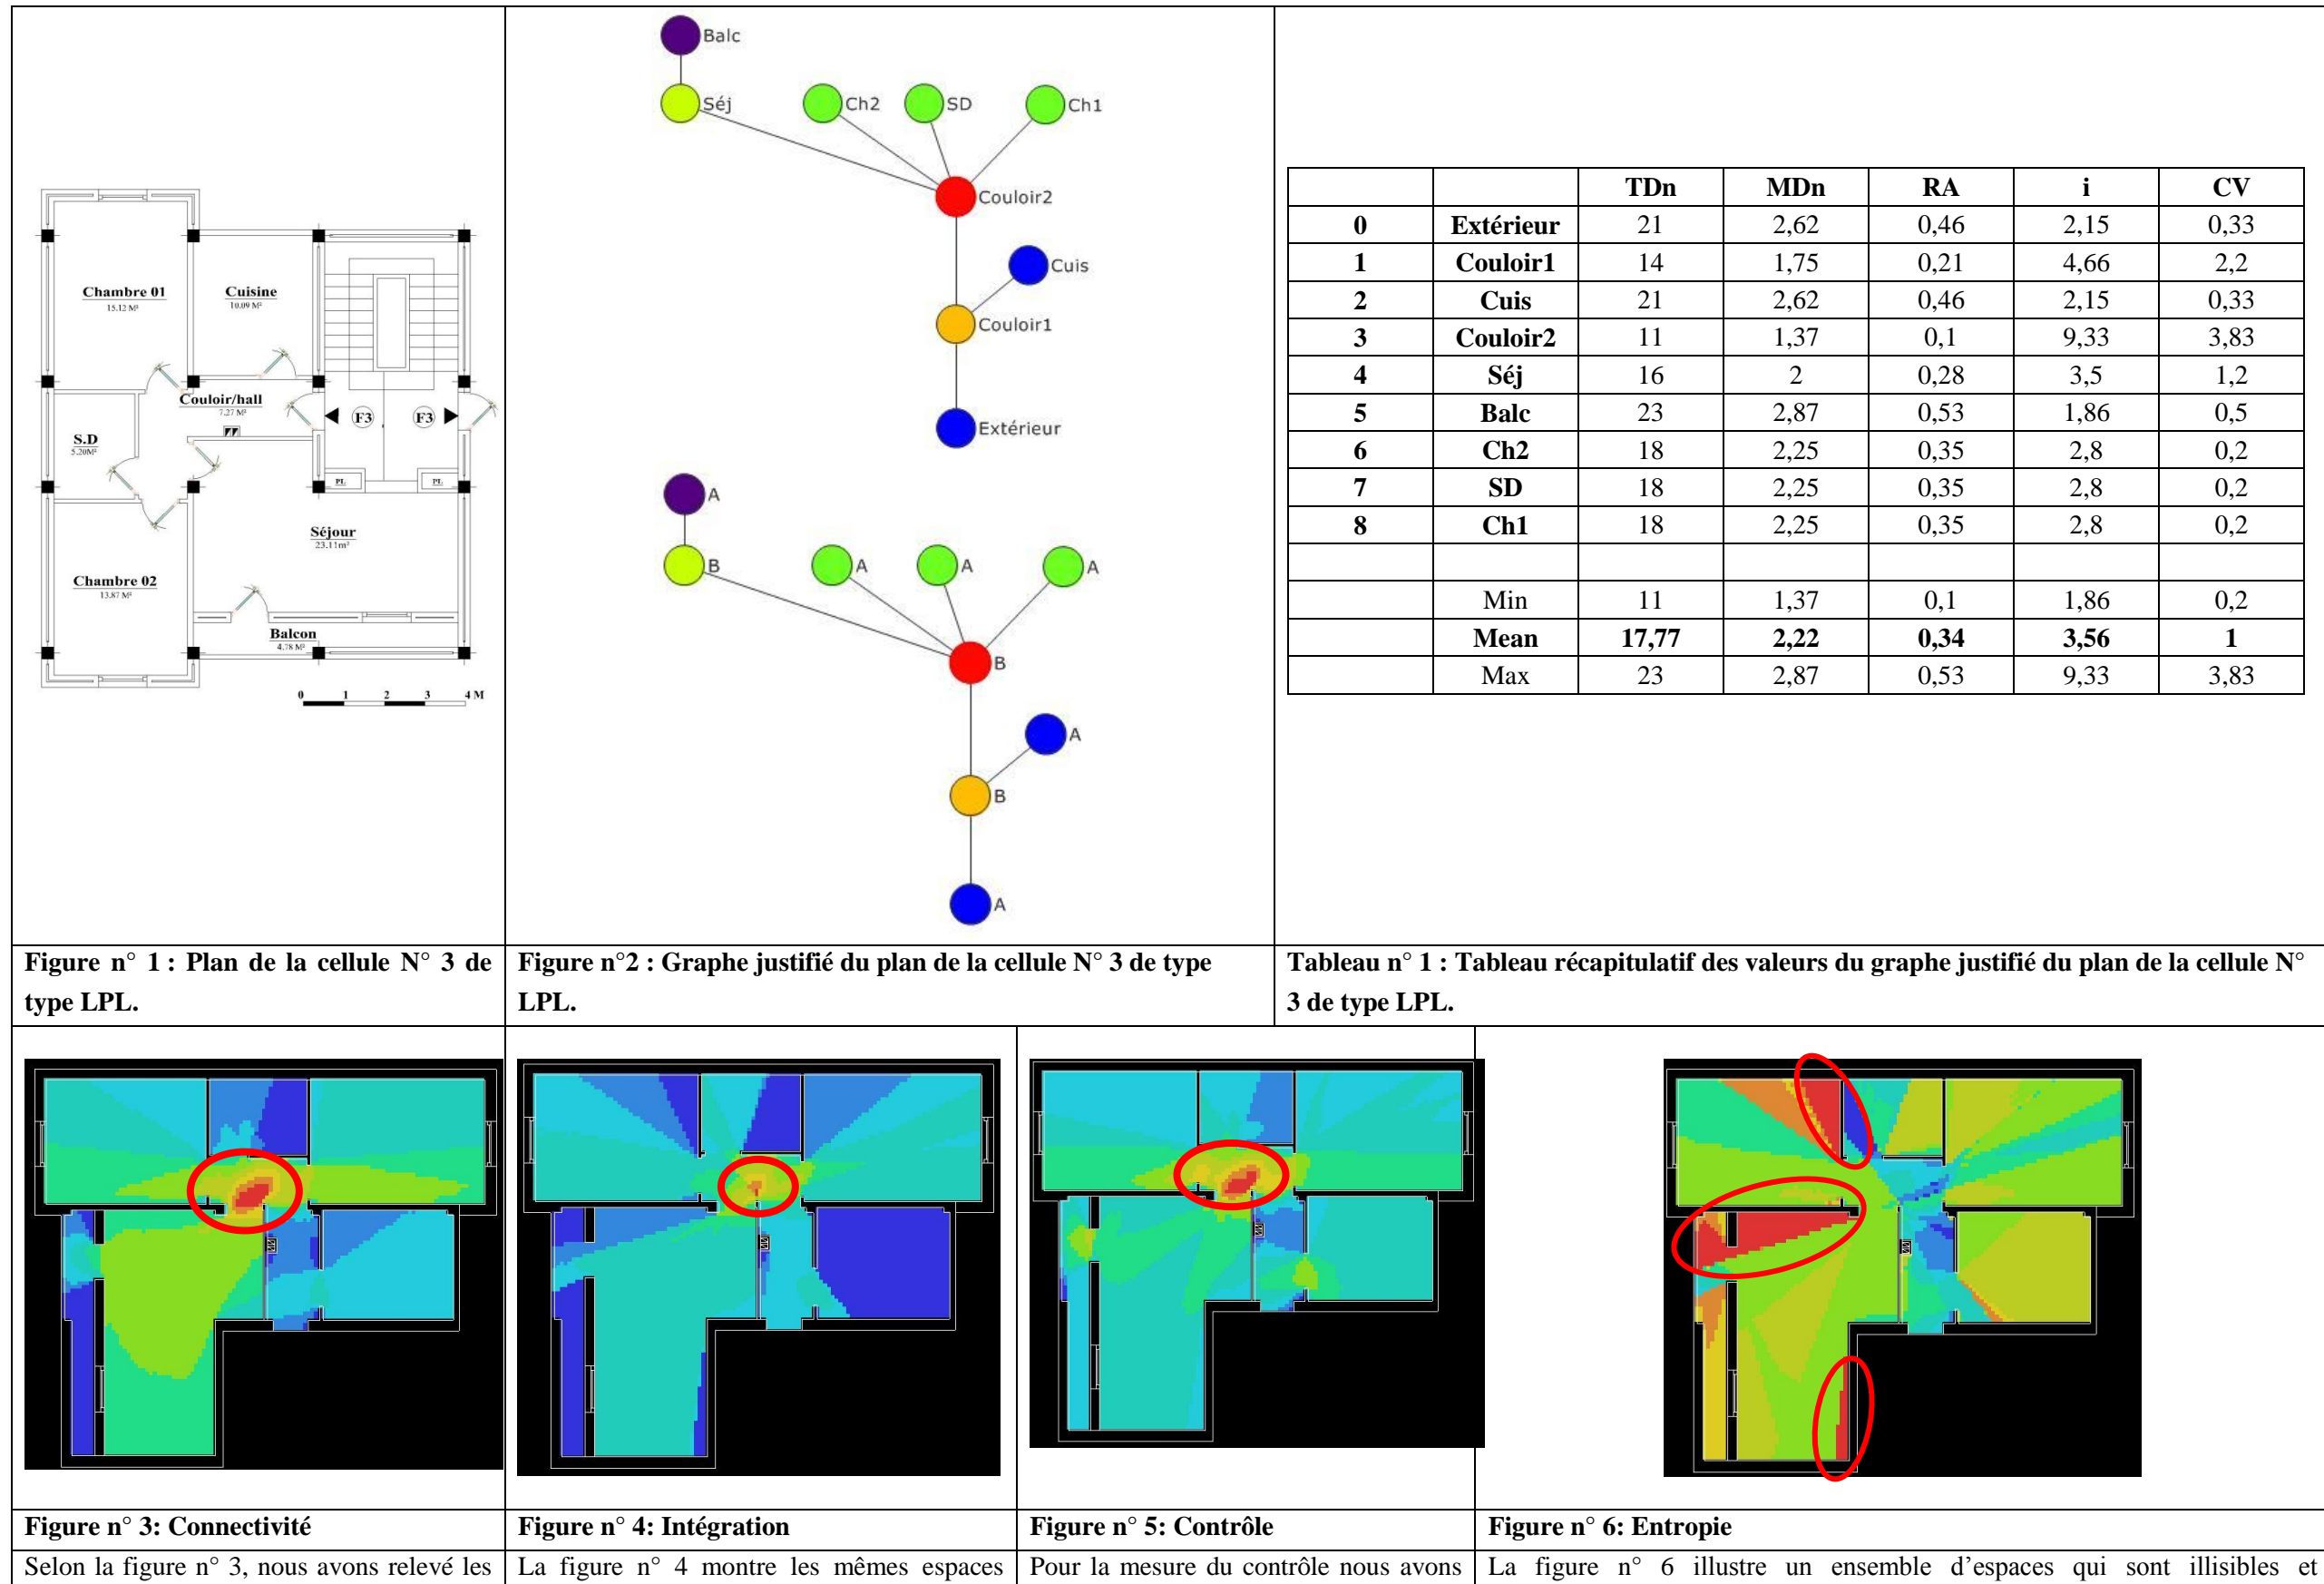 Chambre 01
15.12 M²
Cuisine
10.09 M²
Couloir/hall
7.27 M²
F3
F3
S.D
5.20M²
PL
PL
Séjour
23.11m²
Chambre 02
13.87 M²
Balcon
4.78 M²
0 1 2 3 4 M
Balc
Séj
Ch2
SD
Ch1
Couloir2
Cuis
Couloir1
Extérieur
A
B
A
A
A
B
A
B
A
TDn MDn RA i CV
0 Extérieur 21 2,62 0,46 2,15 0,33
1 Couloir1 14 1,75 0,21 4,66 2,2
2 Cuis 21 2,62 0,46 2,15 0,33
3 Couloir2 11 1,37 0,1 9,33 3,83
4 Séj 16 2 0,28 3,5 1,2
5 Balc 23 2,87 0,53 1,86 0,5
6 Ch2 18 2,25 0,35 2,8 0,2
7 SD 18 2,25 0,35 2,8 0,2
8 Ch1 18 2,25 0,35 2,8 0,2
Min 11 1,37 0,1 1,86 0,2
Mean 17,77 2,22 0,34 3,56 1
Max 23 2,87 0,53 9,33 3,83
Figure n° 1 : Plan de la cellule N° 3 de
type LPL.
Figure n°2 : Graphe justifié du plan de la cellule N° 3 de type
LPL.
Tableau n° 1 : Tableau récapitulatif des valeurs du graphe justifié du plan de la cellule N°
3 de type LPL.
Figure n° 3: Connectivité
Figure n° 4: Intégration
Figure n° 5: Contrôle
Figure n° 6: Entropie
Selon la figure n° 3, nous avons relevé les
La figure n° 4 montre les mêmes espaces
Pour la mesure du contrôle nous avons
La figure n° 6 illustre un ensemble d'espaces qui sont illisibles et